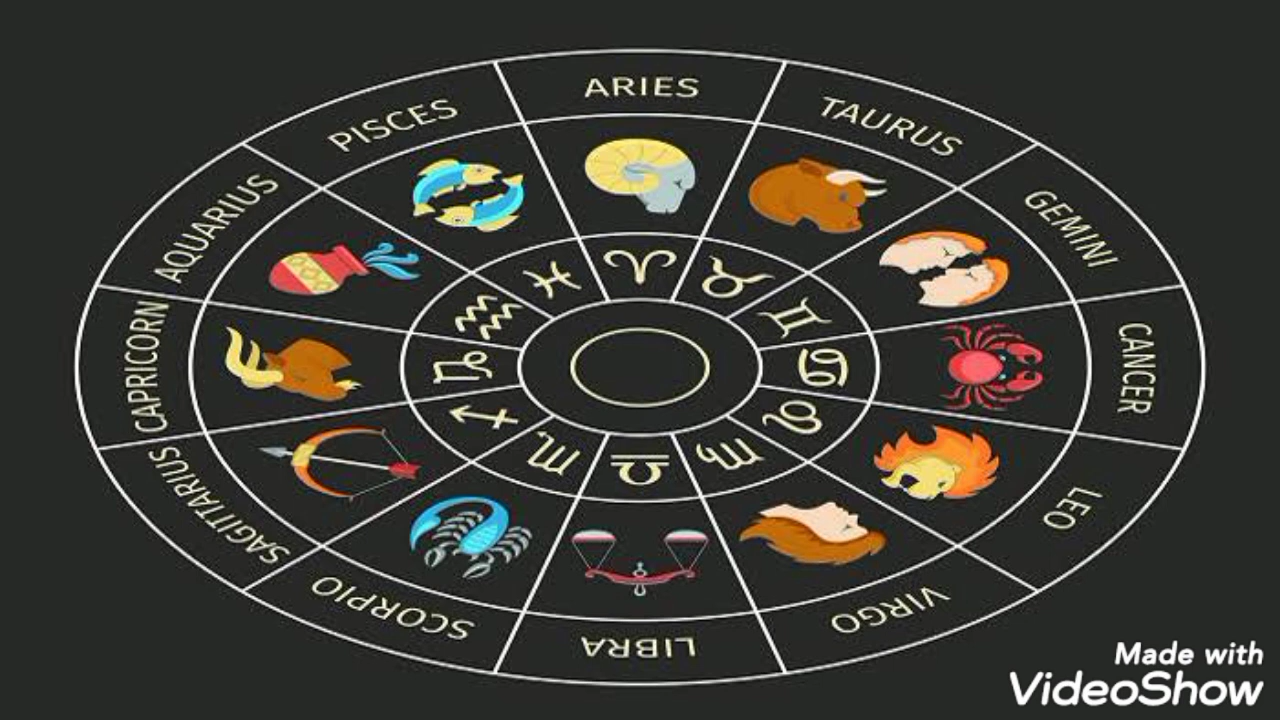 ARIES
TAURUS
GEMINI
CANCER
LEO
VIRGO
LIBRA
SCORPIO
SAGITTARIUS
CAPRICORN
AQUARIUS
PISCES
Made with
VideoShow